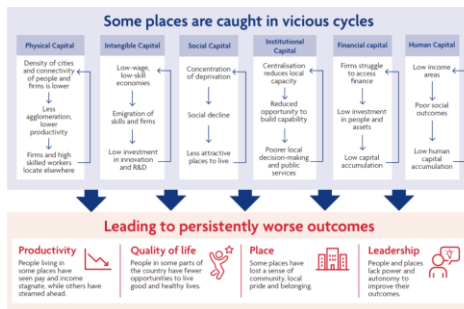 Some places are caught in vicious cycles
Physical Capital
Density of cities
and connectivity
of people and
firms is lower
Less
agglomeration,
lower
productivity
Firms and high
skilled workers
locate elsewhere
Intangible Capital
Low-wage,
low-skill
economies
Emigration of
skills and firms
Low investment
in innovation
and R&D
Social Capital
Concentration
of deprivation
Social decline
Less attractive
places to live
Institutional
Capital
Centralisation
reduces local
capacity
Reduced
opportunity to
build capability
Poorer local
decision-making
and public
services
Financial capital
Firms struggle
to access
finance
Low investment
in people and
assets
Low capital
accumulation
Human Capital
Low income
areas
Poor social
outcomes
Low human
capital
accumulation
Leading to persistently worse outcomes
Productivity
People living in
some places have
seen pay and income
stagnate, while others have
steamed ahead.
Quality of life
People in some parts of
the country have fewer
opportunities to live
good and healthy lives.
Place
Some places have
lost a sense of
community, local
pride and belonging.
Leadership
People and places
lack power and
autonomy to
improve their
outcomes.